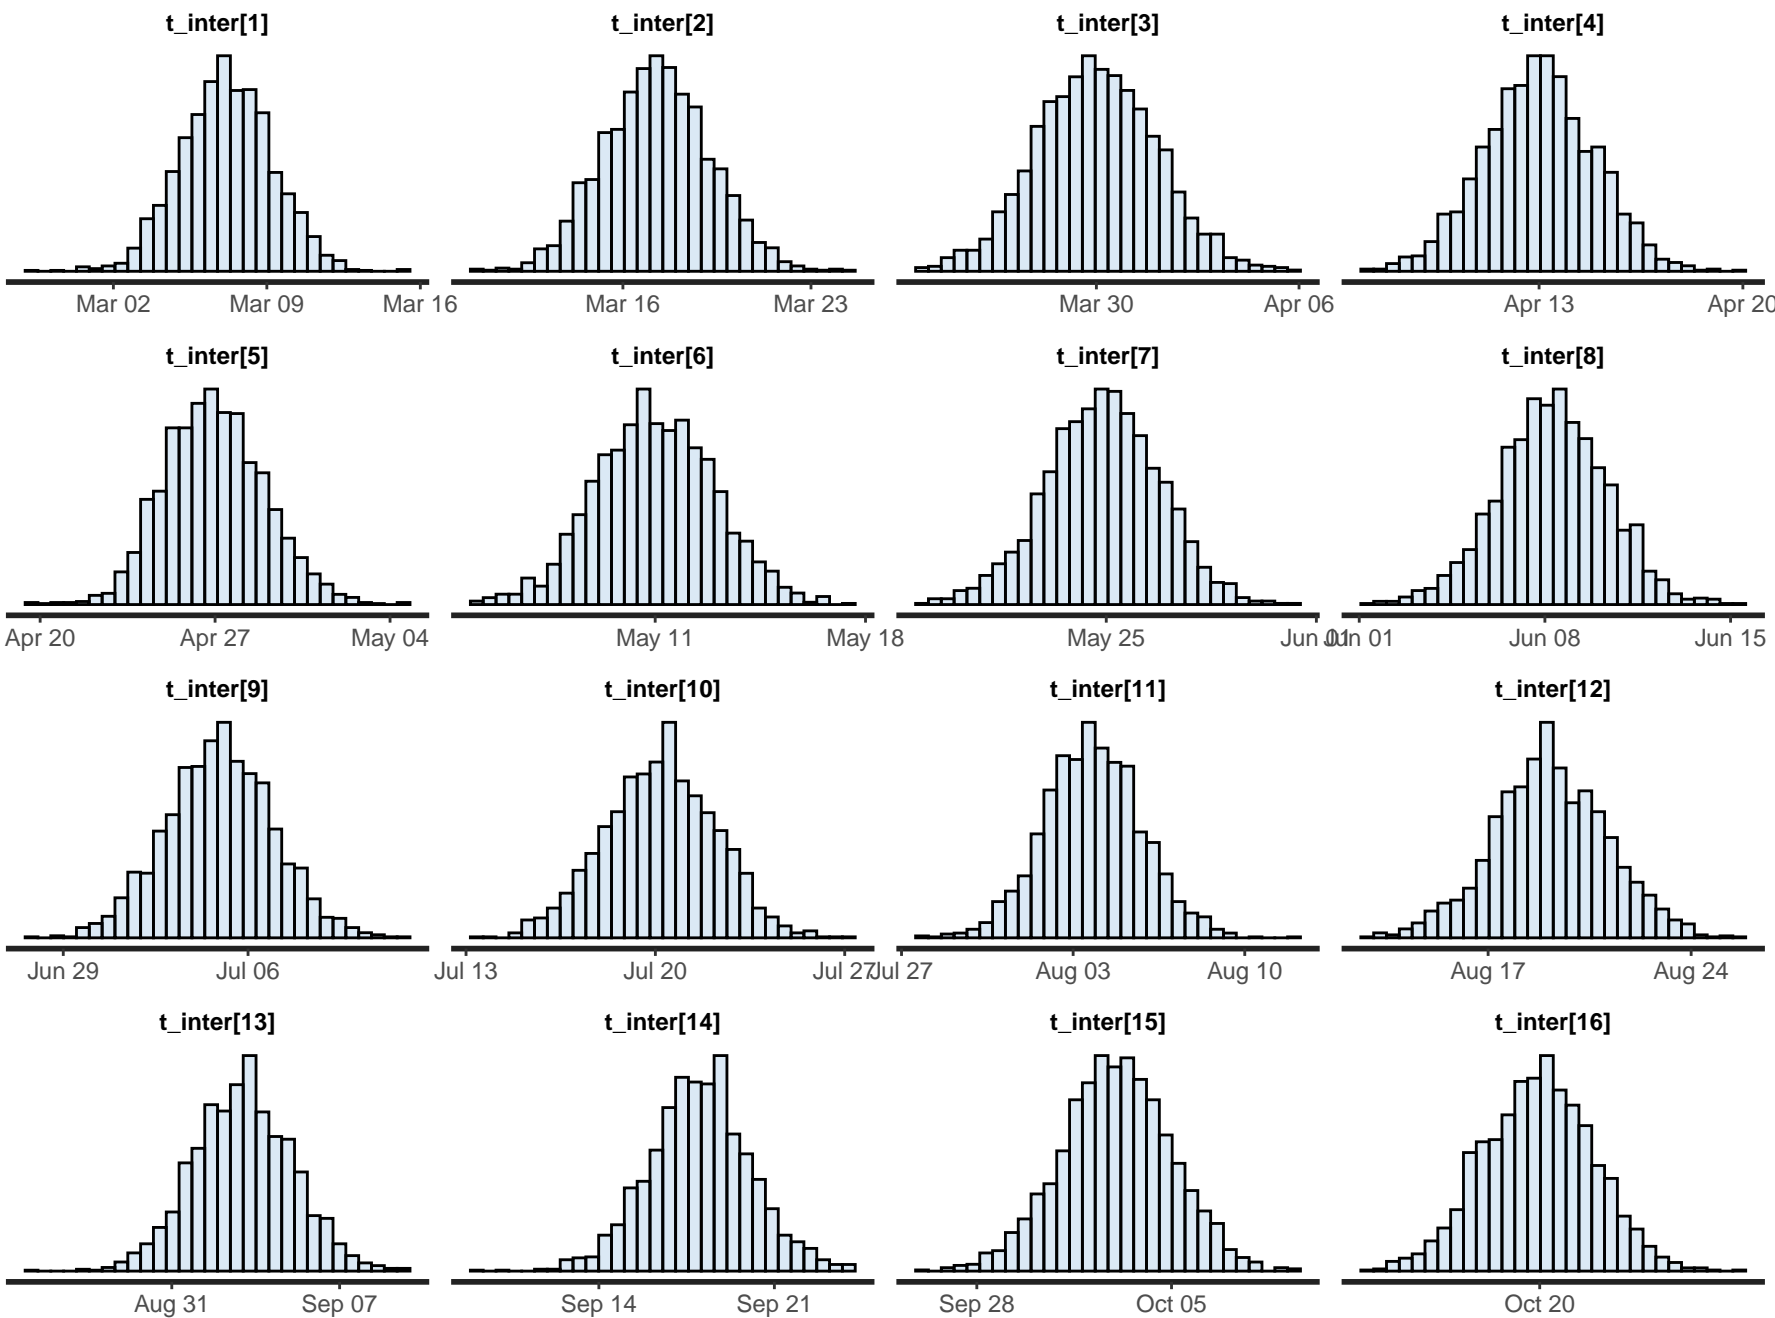 t_inter[1] t_inter[2] t_inter[3] t_inter[4]
Mar 02 Mar 09 Mar 16 Mar 16 Mar 23 Mar 30 Apr 06 Apr 13 Apr 20
t_inter[5] t_inter[6] t_inter[7] t_inter[8]
Apr 20 Apr 27 May 04 May 11 May 18 May 25 Jun 01 Jun 01 Jun 08 Jun 15
t_inter[9] t_inter[10] t_inter[11] t_inter[12]
Jun 29 Jul 06 Jul 13 Jul 20 Jul 27 Jul 27 Aug 03 Aug 10 Aug 17 Aug 24
t_inter[13] t_inter[14] t_inter[15] t_inter[16]
Aug 31 Sep 07 Sep 14 Sep 21 Sep 28 Oct 05 Oct 20